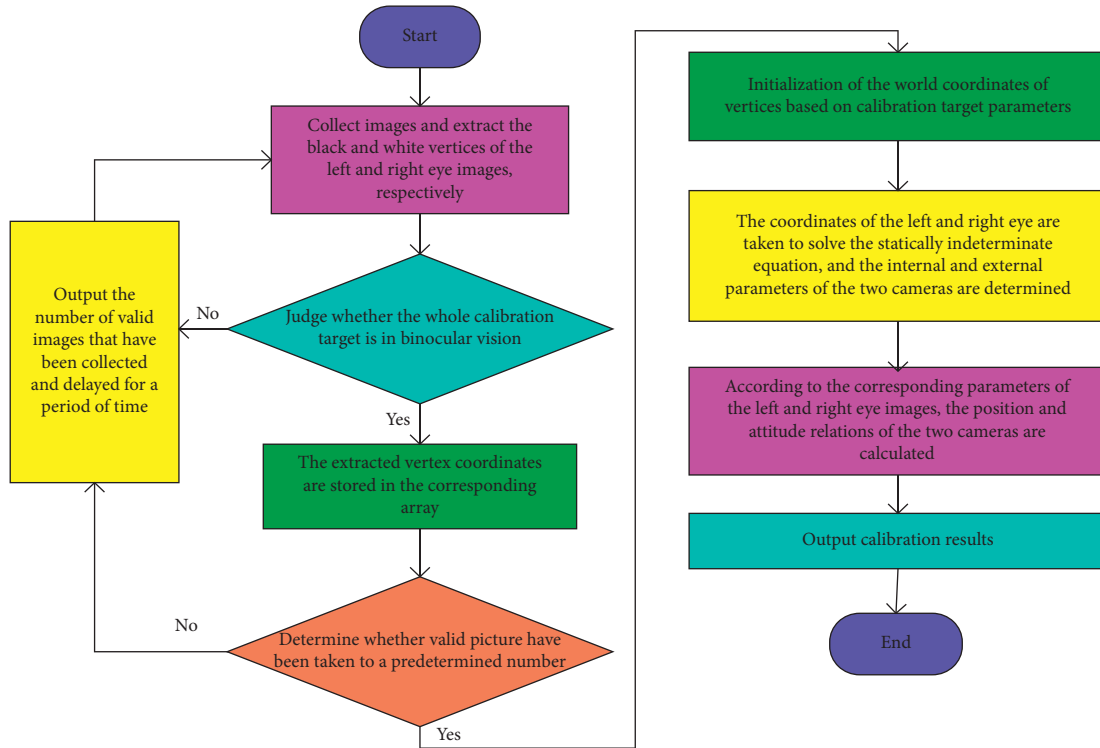 Start
Collect images and extract the
black and white vertices of the
left and right eye images,
respectively
Judge whether the whole calibration
target is in binocular vision
No
Yes
Output the
number of valid
images that have
been collected
and delayed for a
period of time
The extracted vertex coordinates
are stored in the corresponding
array
Determine whether valid picture have
been taken to a predetermined number
No
Yes
Initialization of the world coordinates of
vertices based on calibration target parameters
The coordinates of the left and right eye are
taken to solve the statically indeterminate
equation, and the internal and external
parameters of the two cameras are determined
According to the corresponding parameters of
the left and right eye images, the position and
attitude relations of the two cameras are
calculated
Output calibration results
End